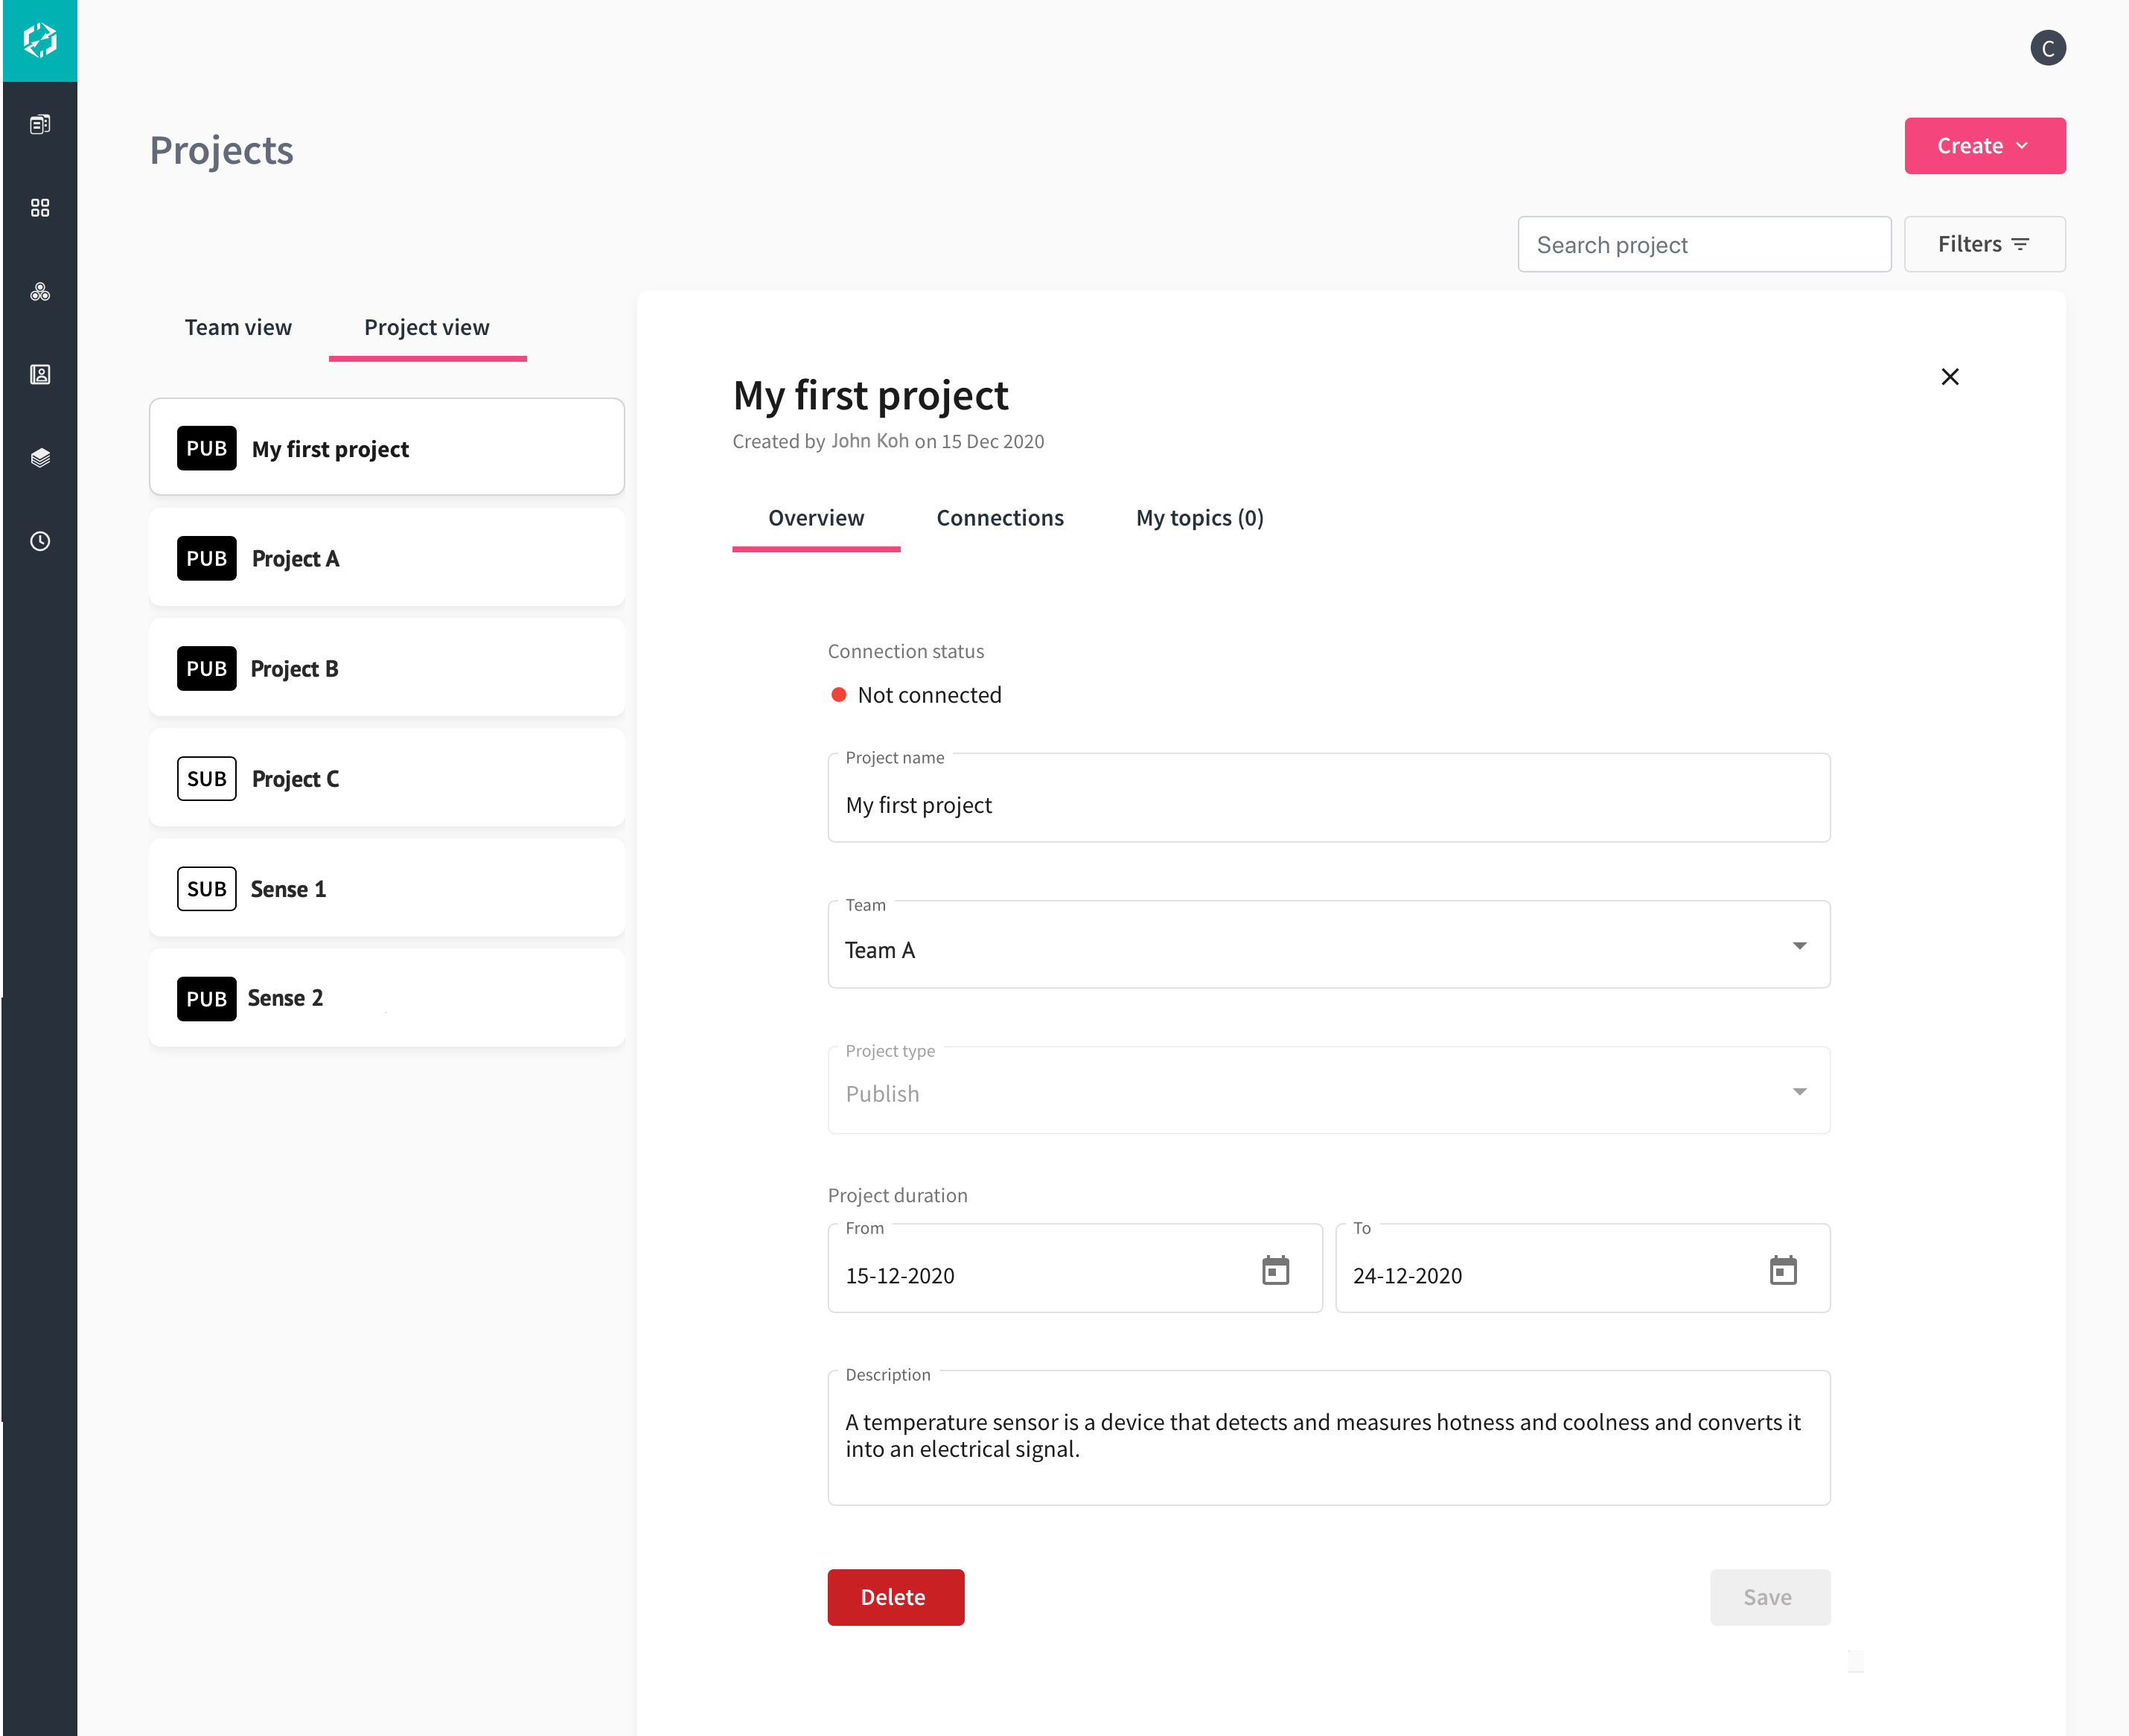 C
Projects
Create
Search project
Filters
Team view
Project view
PUB My first project
PUB Project A
PUB Project B
SUB Project C
SUB Sense 1
PUB Sense 2
My first project
Created by John Koh on 15 Dec 2020
Overview
Connections
My topics (0)
Connection status
Not connected
Project name
My first project
Team
Team A
Project type
Publish
Project duration
From
15-12-2020
To
24-12-2020
Description
A temperature sensor is a device that detects and measures hotness and coolness and converts it
into an electrical signal.
Delete
Save